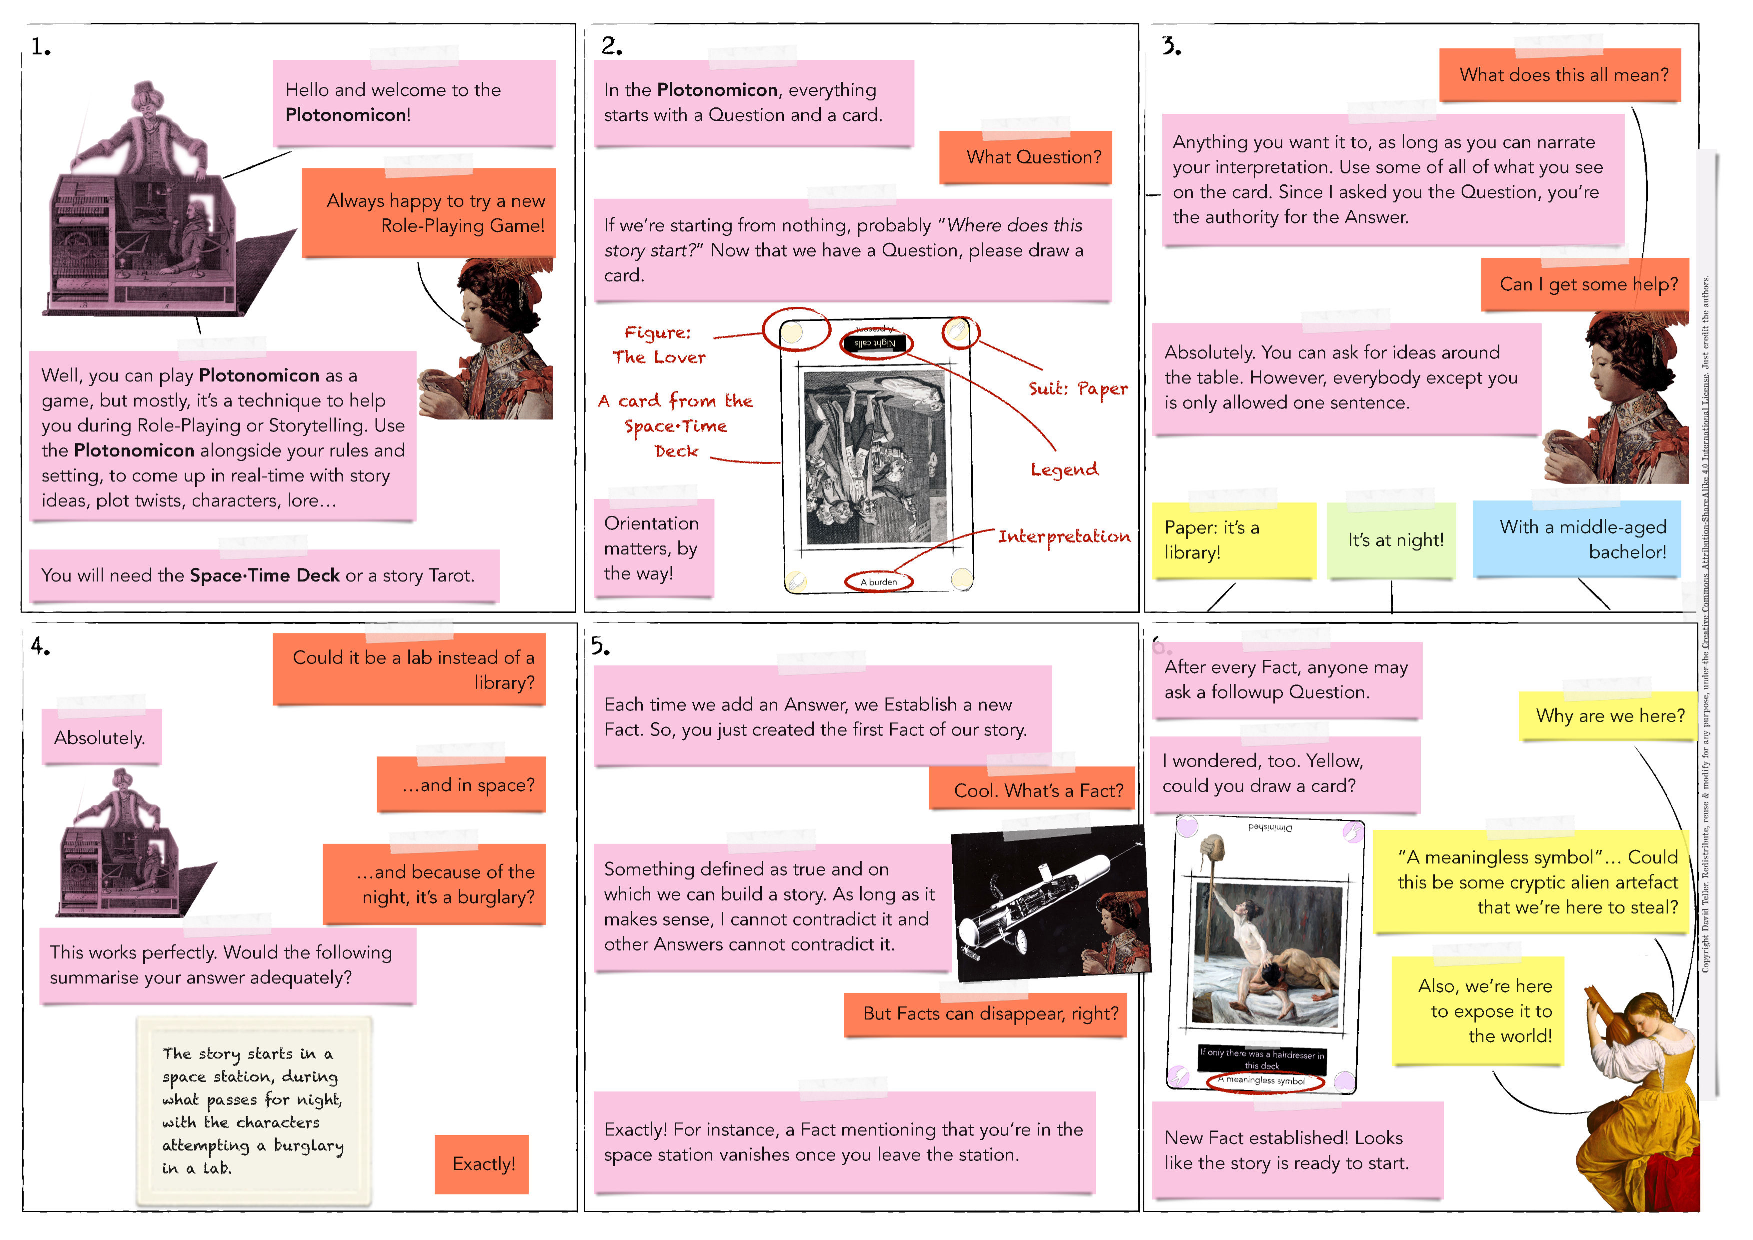 1.
Hello and welcome to the
Plotonomicon!
Always happy to try a new
Role-Playing Game!
Well, you can play Plotonomicon as a
game, but mostly, it's a technique to help
you during Role-Playing or Storytelling. Use
the Plotonomicon alongside your rules and
setting, to come up in real-time with story
ideas, plot twists, characters, lore...
You will need the Space·Time Deck or a story Tarot.
2.
In the Plotonomicon, everything
starts with a Question and a card.
What Question?
If we're starting from nothing, probably "Where does this
story start?" Now that we have a Question, please draw a
card.
Figure:
The Lover
A card from the
Space·Time
Deck
A present
Night calls
Suit: Paper
Legend
Interpretation
A burden
Orientation
matters, by
the way!
3.
What does this all mean?
Anything you want it to, as long as you can narrate
your interpretation. Use some of all of what you see
on the card. Since I asked you the Question, you're
the authority for the Answer.
Can I get some help?
Absolutely. You can ask for ideas around
the table. However, everybody except you
is only allowed one sentence.
Paper: it's a
library!
It's at night!
With a middle-aged
bachelor!
4.
Could it be a lab instead of a
library?
Absolutely.
...and in space?
...and because of the
night, it's a burglary?
This works perfectly. Would the following
summarise your answer adequately?
The story starts in a
space station, during
what passes for night,
with the characters
attempting a burglary
in a lab.
Exactly!
5.
Each time we add an Answer, we Establish a new
Fact. So, you just created the first Fact of our story.
Cool. What's a Fact?
Something defined as true and on
which we can build a story. As long as it
makes sense, I cannot contradict it and
other Answers cannot contradict it.
But Facts can disappear, right?
Exactly! For instance, a Fact mentioning that you're in the
space station vanishes once you leave the station.
6.
After every Fact, anyone may
ask a followup Question.
Why are we here?
I wondered, too. Yellow,
could you draw a card?
Diminished
If only there was a hairdresser in
this deck
A meaningless symbol
"A meaningless symbol"... Could
this be some cryptic alien artefact
that we're here to steal?
Also, we're here
to expose it to
the world!
New Fact established! Looks
like the story is ready to start.
Copyright David Teller. Redistribute, reuse & modify for any purpose, under the Creative Commons Attribution-ShareAlike 4.0 International License. Just credit the authors.